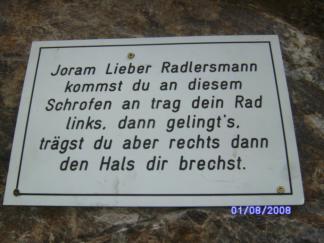 Joram Lieber Radlersmann
kommst du an diesem
Schrofen an trag dein Rad
links, dann gelingt's,
trägst du aber rechts dann
den Hals dir brechst.
01/08/2008